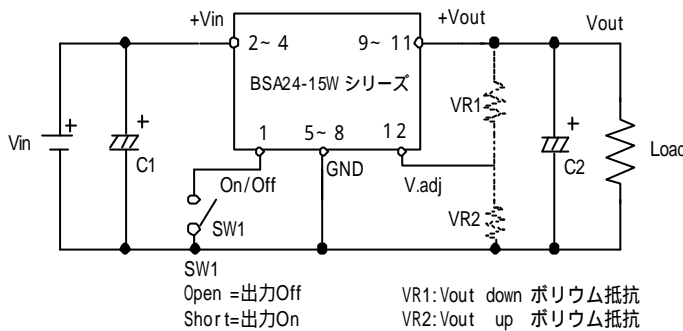 +Vin
+Vout
Vout
2~ 4
9~ 11
BSA24-15W シリーズ
VR1
+
Vin
+
C1
1
5~ 8
12
+
C2
Load
On/Off
GND
V.adj
SW1
VR2
SW1
Open =出力Off
Short=出力On
VR1:Vout down ボリウム抵抗
VR2:Vout up ボリウム抵抗